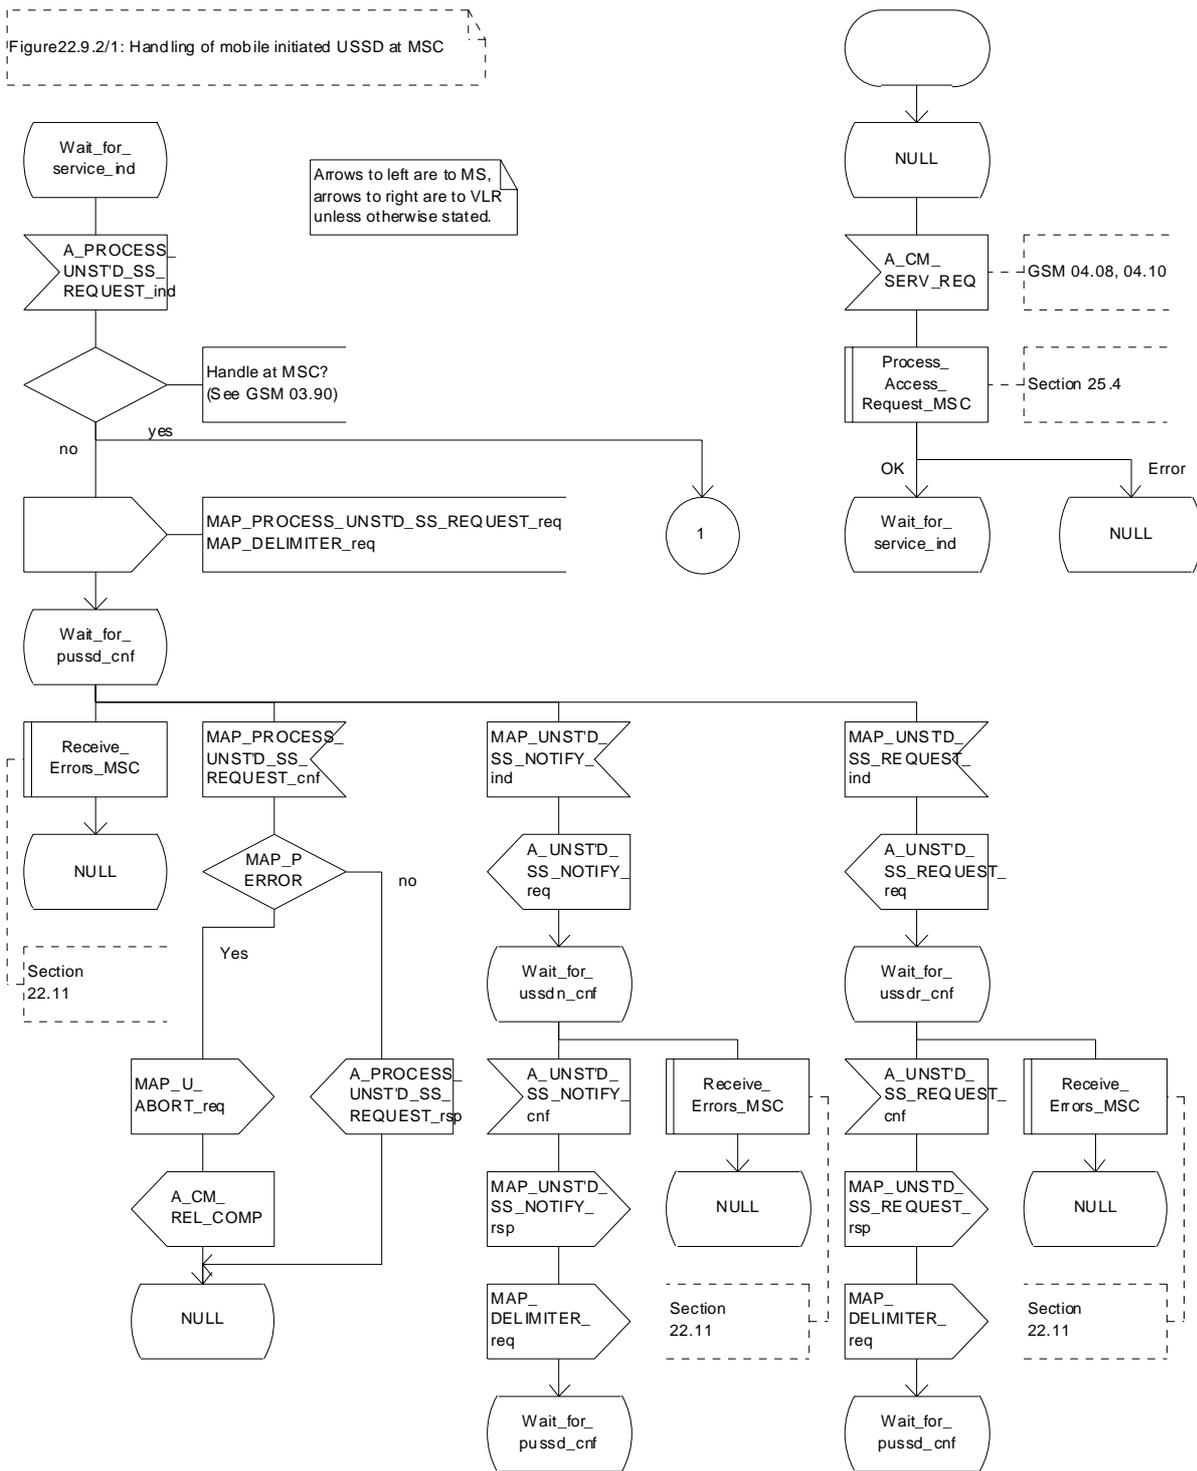 Figure22.9.2/1: Handling of mobile initiated USSD at MSC
Wait_for_
service_ind
Arrows to left are to MS,
arrows to right are to VLR
unless otherwise stated.
NULL
A_PROCESS_
UNST'D_SS_
REQUEST_ind
A_CM_
SERV_REQ
GSM 04.08, 04.10
Handle at MSC?
(See GSM 03.90)
Process_
Access_
Request_MSC
Section 25.4
yes
no
OK
Error
MAP_PROCESS_UNST'D_SS_REQUEST_req
MAP_DELIMITER_req
1
Wait_for_
service_ind
NULL
Wait_for_
pussd_cnf
Receive_
Errors_MSC
MAP_PROCESS_
UNST'D_SS_
REQUEST_cnf
MAP_UNST'D_
SS_NOTIFY_
ind
MAP_UNST'D_
SS_REQUEST_
ind
NULL
MAP_P
ERROR
no
Yes
A_UNST'D_
SS_NOTIFY_
req
A_UNST'D_
SS_REQUEST_
req
Section
22.11
Wait_for_
ussdn_cnf
Wait_for_
ussdr_cnf
MAP_U_
ABORT_req
A_PROCESS_
UNST'D_SS_
REQUEST_rsp
A_UNST'D_
SS_NOTIFY_
cnf
Receive_
Errors_MSC
A_UNST'D_
SS_REQUEST_
cnf
Receive_
Errors_MSC
A_CM_
REL_COMP
MAP_UNST'D_
SS_NOTIFY_
rsp
NULL
MAP_UNST'D_
SS_REQUEST_
rsp
NULL
NULL
MAP_
DELIMITER_
req
Section
22.11
MAP_
DELIMITER_
req
Section
22.11
Wait_for_
pussd_cnf
Wait_for_
pussd_cnf